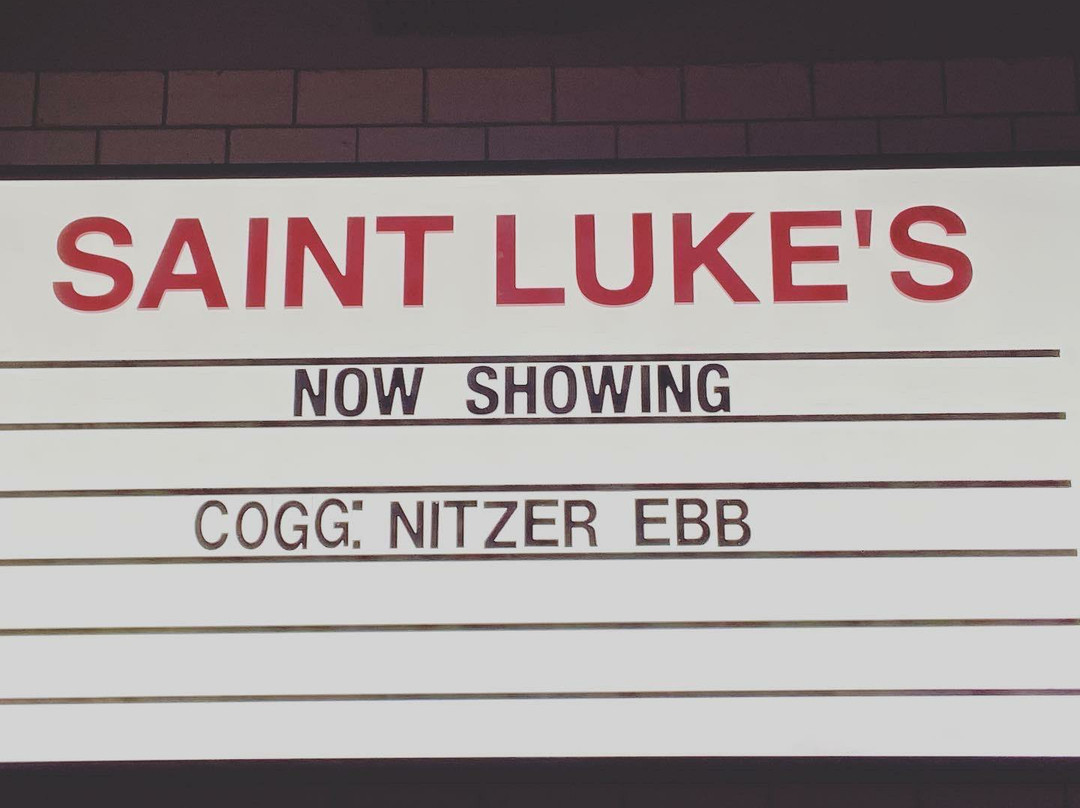 SAINT LUKE'S
NOW SHOWING
COGG: NITZER EBB